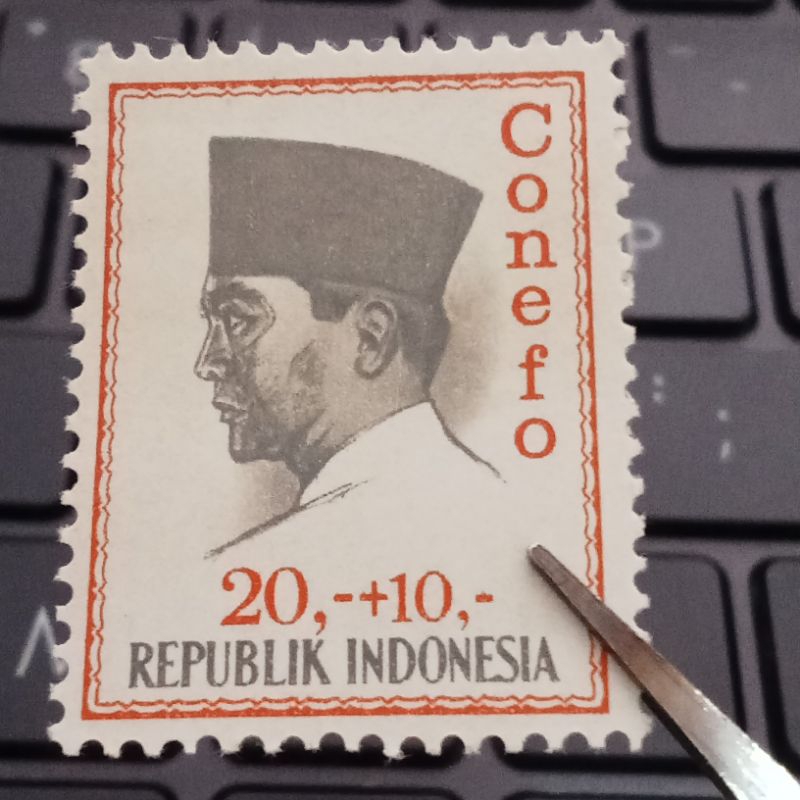 Conefo
20,-+10,-
REPUBLIK INDONESIA
P